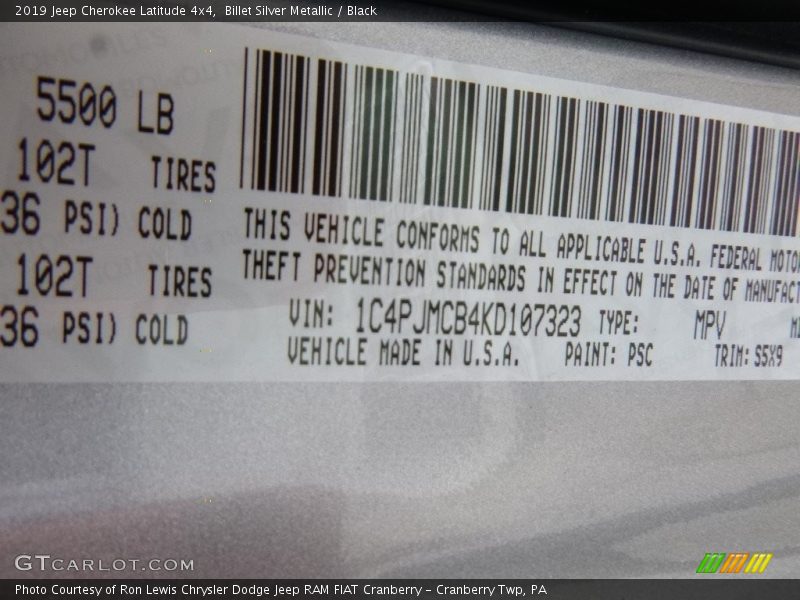 2019 Jeep Cherokee Latitude 4x4, Billet Silver Metallic / Black
5500 LB
102T TIRES
36 PSI) COLD
102T TIRES
36 PSI) COLD
THIS VEHICLE CONFORMS TO ALL APPLICABLE U.S.A. FEDERAL MOTO
THEFT PREVENTION STANDARDS IN EFFECT ON THE DATE OF MANUFACT
VIN: 1C4PJMCB4KD107323 TYPE: MPV
VEHICLE MADE IN U.S.A. PAINT: PSC TRIM: S5X9
GTCARLOT.COM
Photo Courtesy of Ron Lewis Chrysler Dodge Jeep RAM FIAT Cranberry – Cranberry Twp, PA